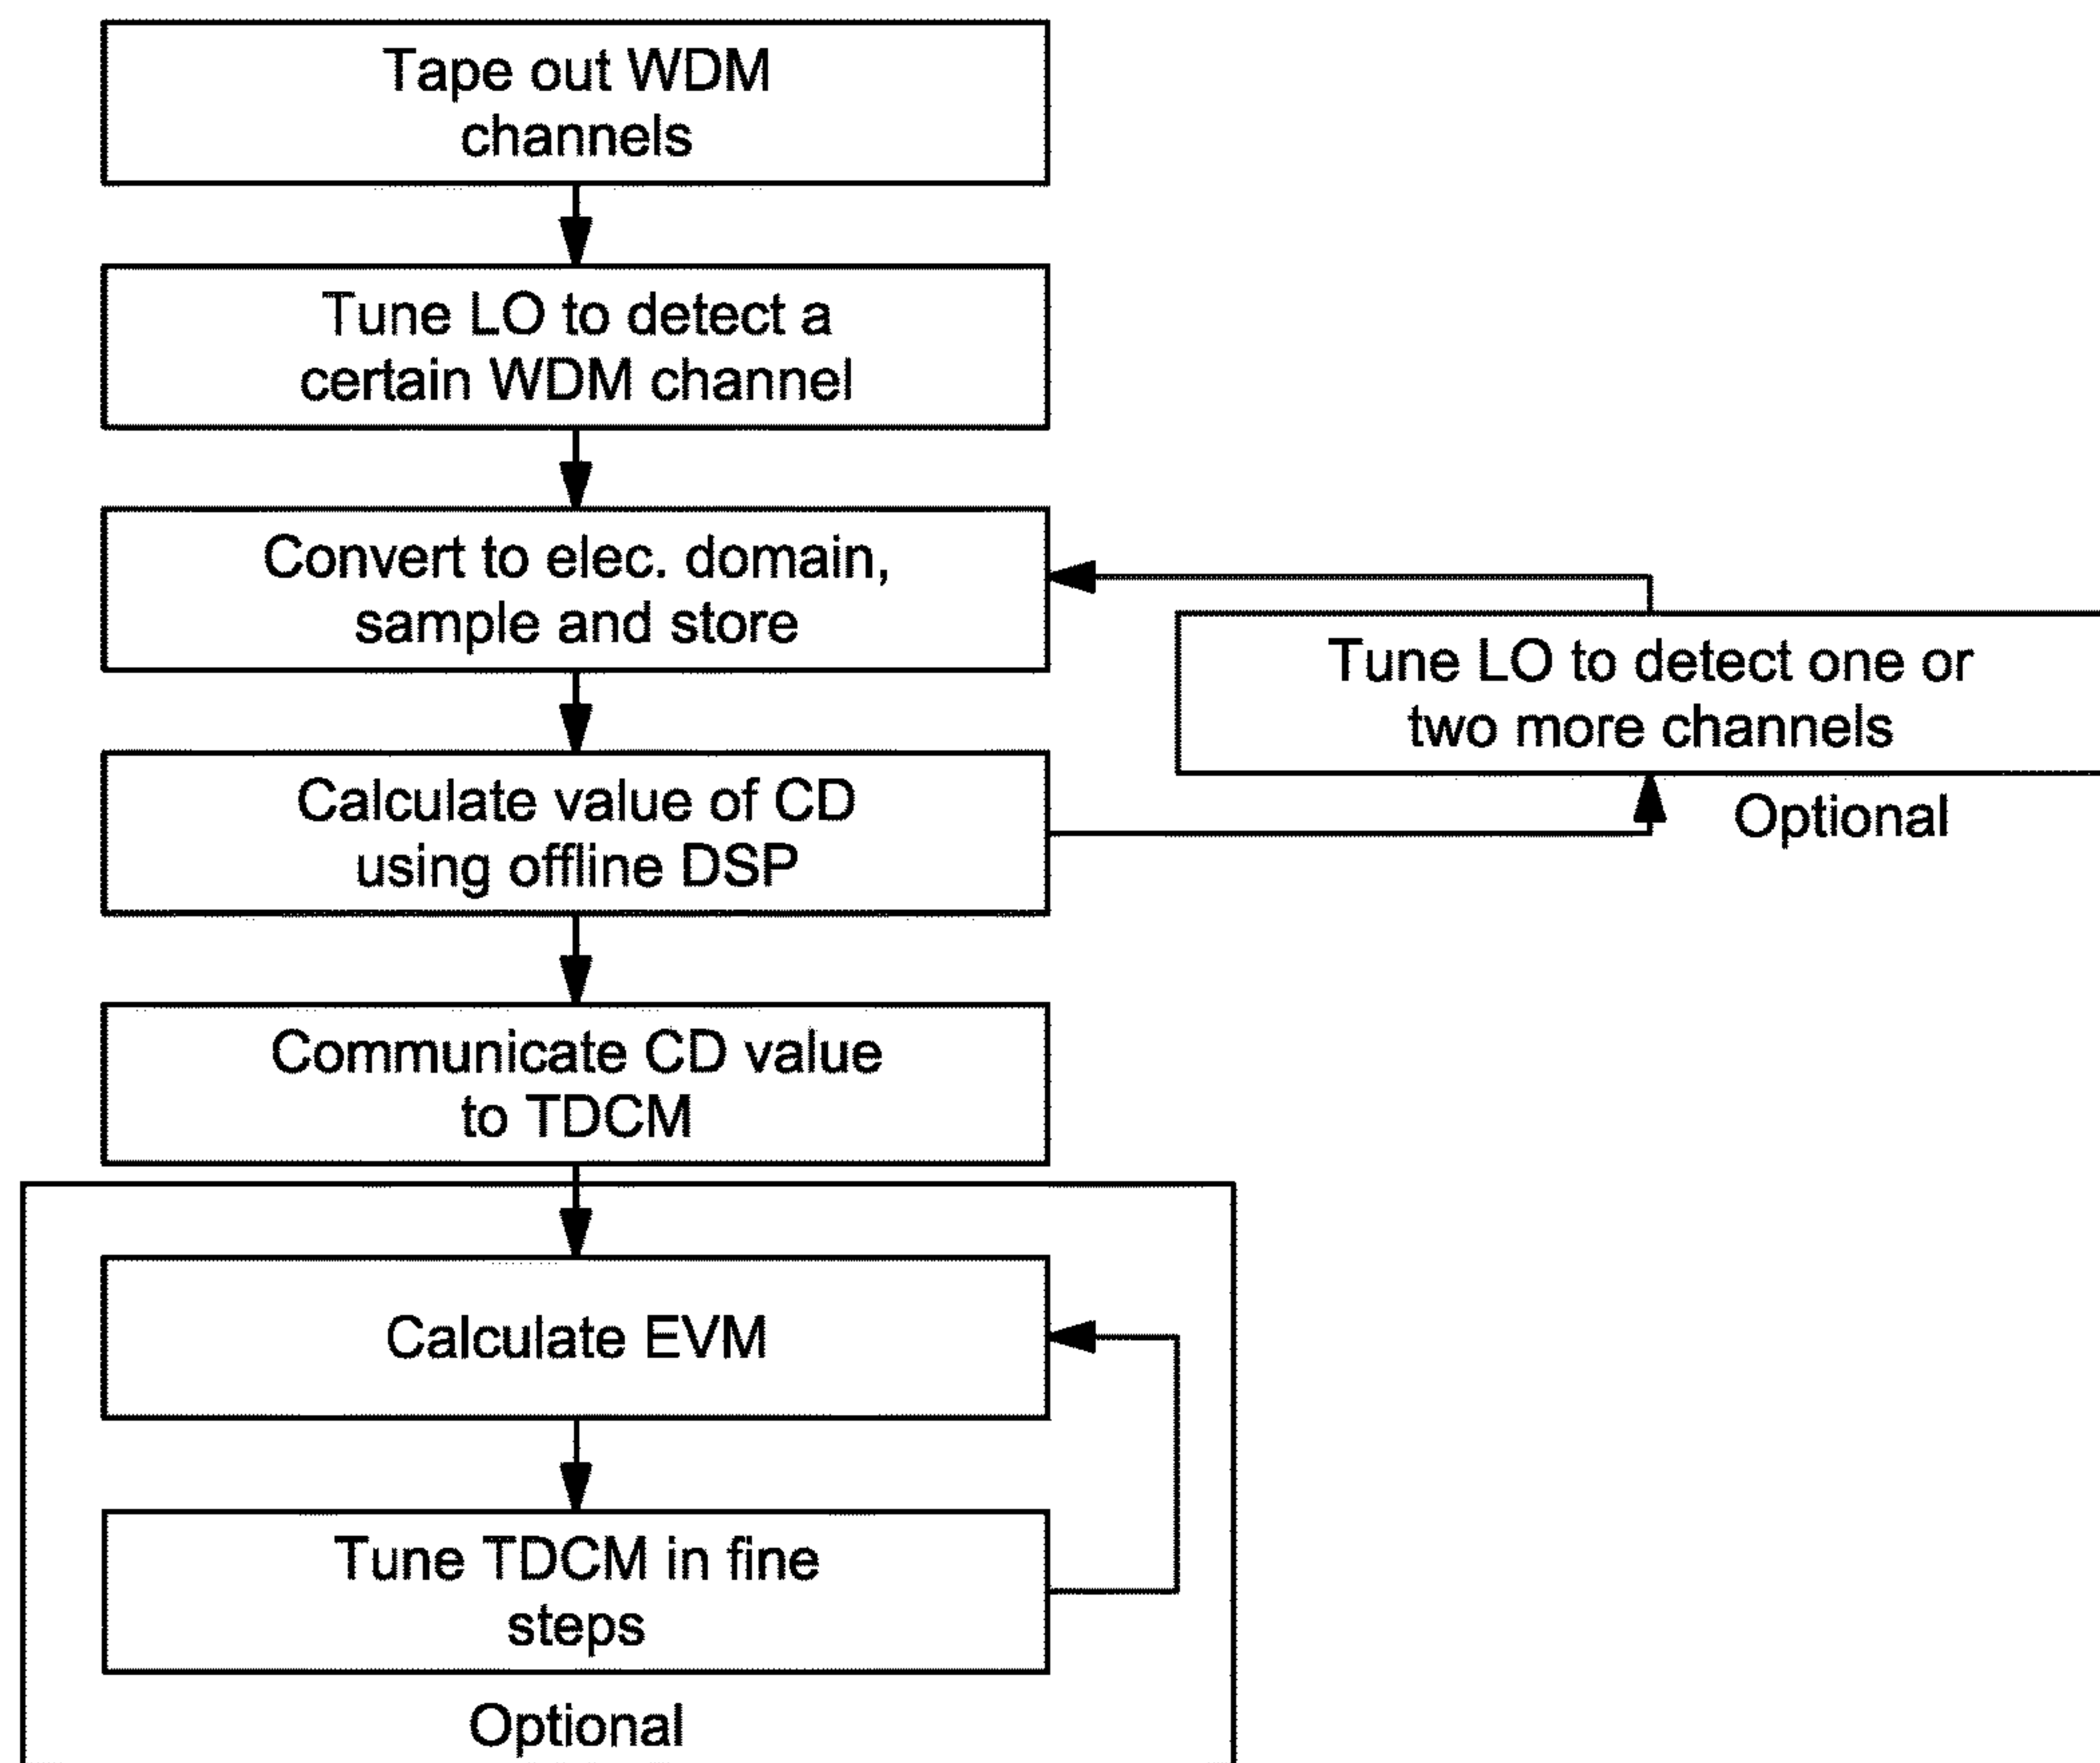 Tape out WDM
channels
Tune LO to detect a
certain WDM channel
Convert to elec. domain,
sample and store
Tune LO to detect one or
two more channels
Optional
Calculate value of CD
using offline DSP
Communicate CD value
to TDCM
Calculate EVM
Tune TDCM in fine
steps
Optional